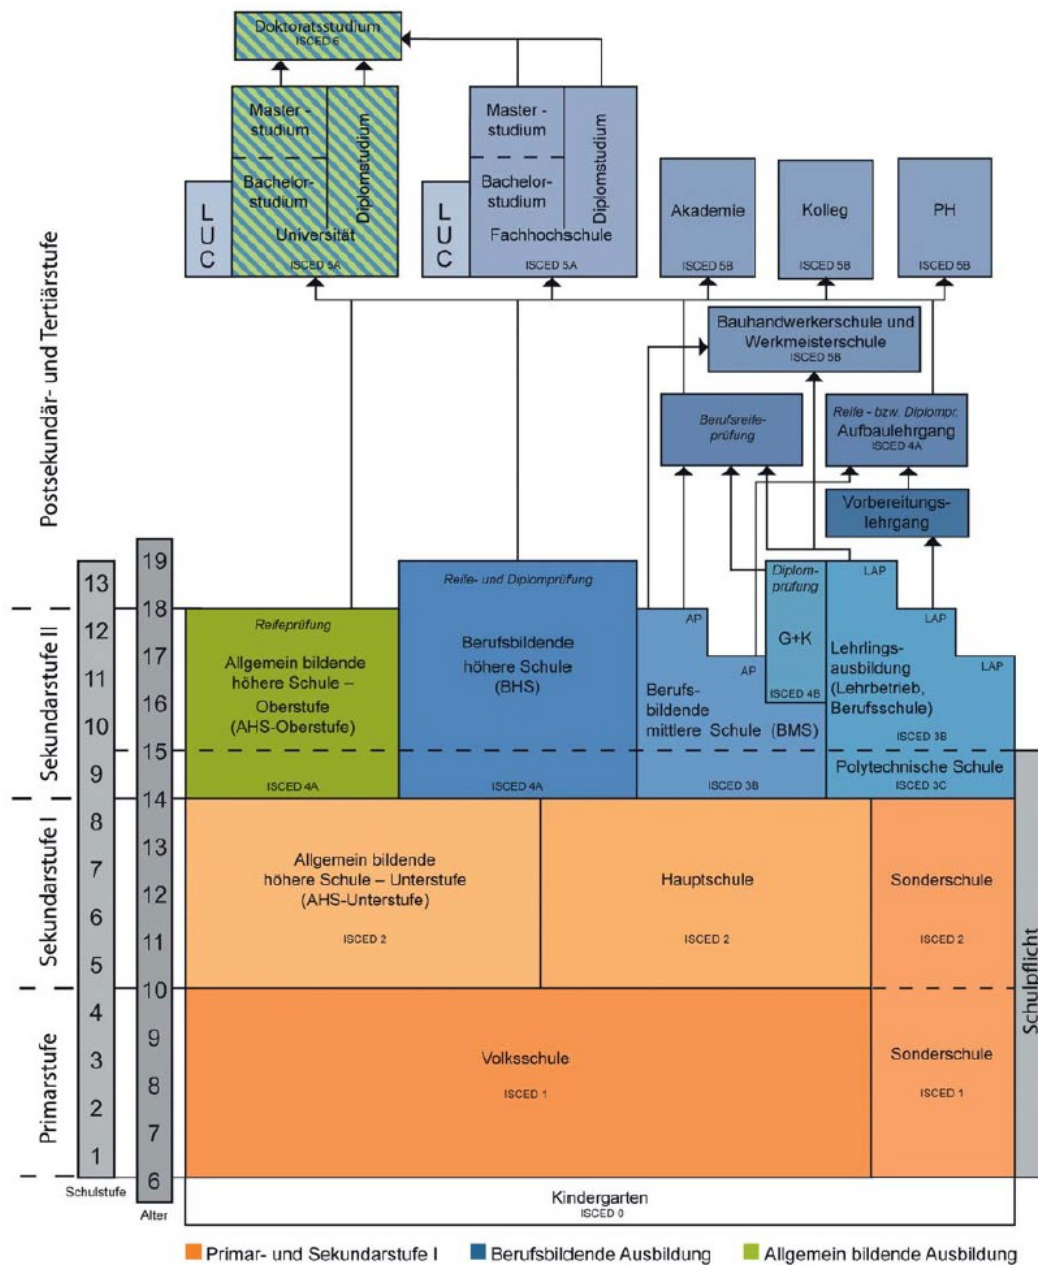 Doktoratsstudium
ISCED 6
Master -
studium
Bachelor-
studium
Diplomstudium
Universität
ISCED 5A
LUC
Master -
studium
Bachelor-
studium
Diplomstudium
Fachhochschule
ISCED 5A
LUC
Akademie
ISCED 5B
Kolleg
ISCED 5B
PH
ISCED 5B
Bauhandwerkerschule und
Werkmeisterschule
ISCED 5B
Berufsreife-
prüfung
Reife - bzw. Diplompr.
Aufbaulehrgang
ISCED 4A
Vorbereitungs-
lehrgang
Postsekundär- und Tertiärstufe
Sekundarstufe II
Sekundarstufe I
Primarstufe
13
12
11
10
9
8
7
6
5
4
3
2
1
Schulstufe
19
18
17
16
15
14
13
12
11
10
9
8
7
6
Alter
Reifeprüfung
Allgemein bildende
höhere Schule –
Oberstufe
(AHS-Oberstufe)
ISCED 4A
Reife- und Diplomprüfung
Berufsbildende
höhere Schule
(BHS)
ISCED 4A
AP
AP
Berufs-
bildende
mittlere Schule (BMS)
ISCED 3B
Diplom-
prüfung
G+K
ISCED 4B
LAP
LAP
LAP
Lehrlings-
ausbildung
(Lehrbetrieb,
Berufsschule)
ISCED 3B
Polytechnische Schule
ISCED 3C
Allgemein bildende
höhere Schule – Unterstufe
(AHS-Unterstufe)
ISCED 2
Hauptschule
ISCED 2
Sonderschule
ISCED 2
Volksschule
ISCED 1
Sonderschule
ISCED 1
Schulpflicht
Kindergarten
ISCED 0
Primar- und Sekundarstufe I
Berufsbildende Ausbildung
Allgemein bildende Ausbildung